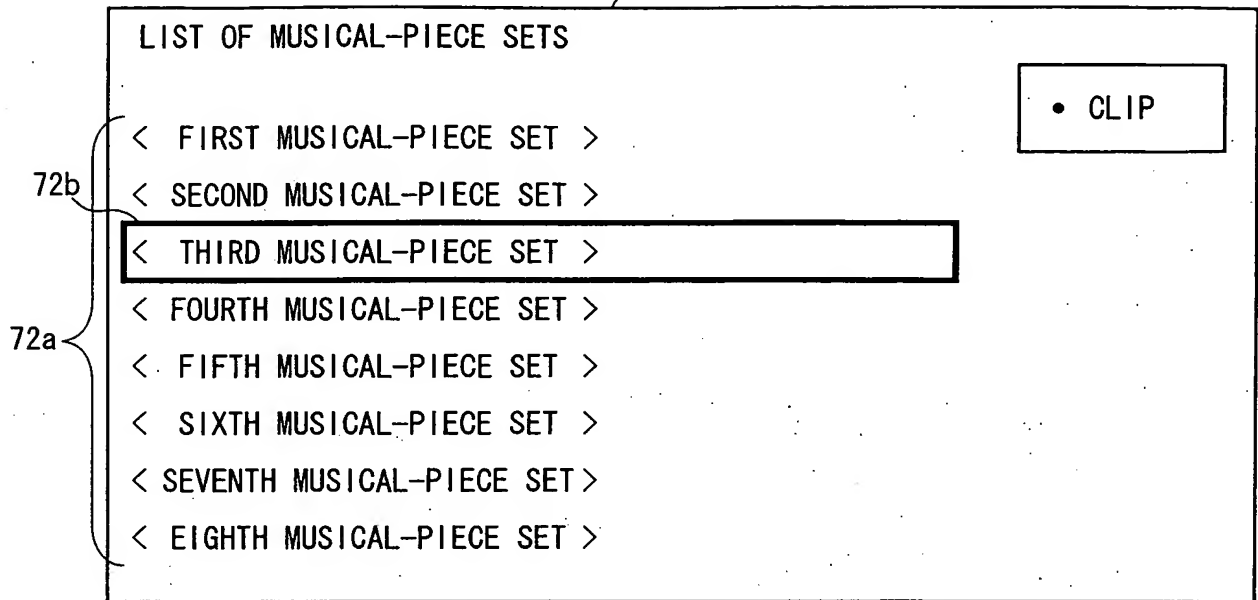 LIST OF MUSICAL-PIECE SETS
• CLIP
< FIRST MUSICAL-PIECE SET >
72b
< SECOND MUSICAL-PIECE SET >
< THIRD MUSICAL-PIECE SET >
< FOURTH MUSICAL-PIECE SET >
72a
< FIFTH MUSICAL-PIECE SET >
< SIXTH MUSICAL-PIECE SET >
< SEVENTH MUSICAL-PIECE SET>
< EIGHTH MUSICAL-PIECE SET >